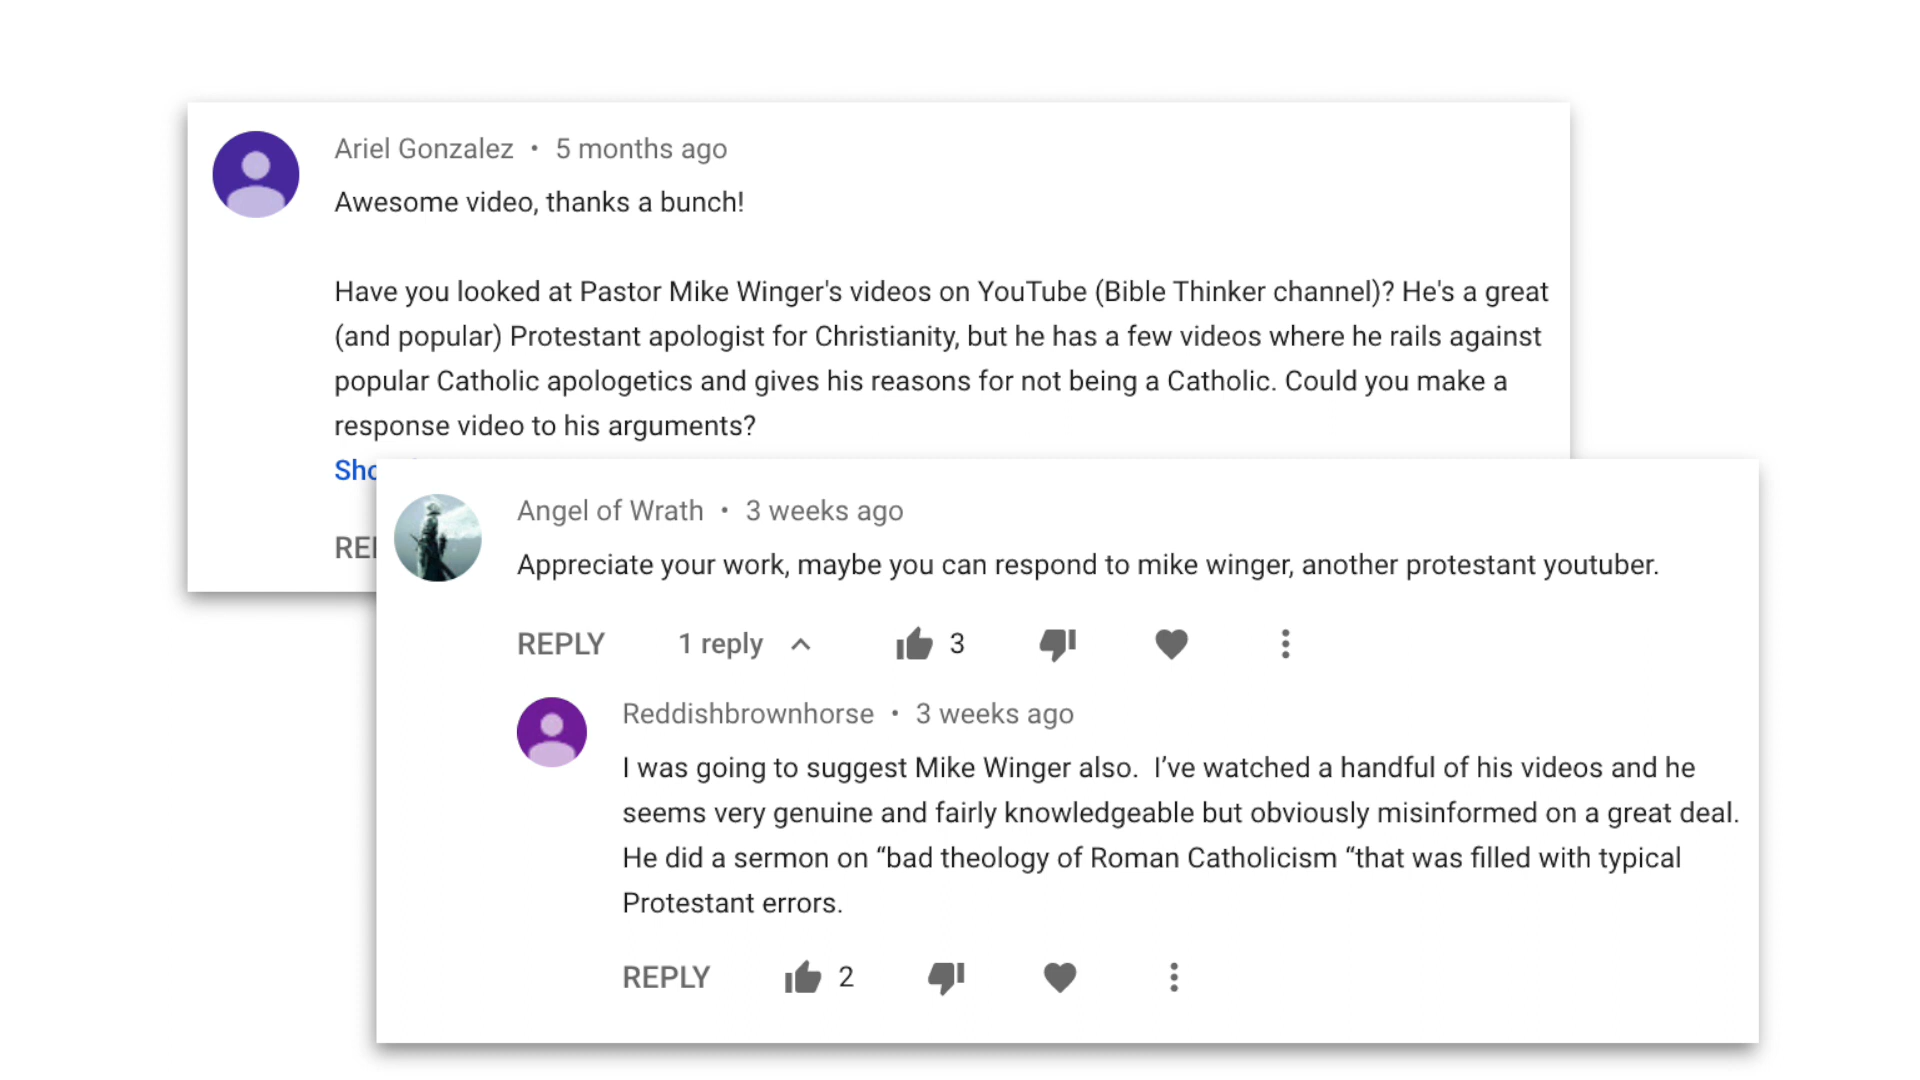 Ariel Gonzalez • 5 months ago
Awesome video, thanks a bunch!
Have you looked at Pastor Mike Winger's videos on YouTube (Bible Thinker channel)? He's a great
(and popular) Protestant apologist for Christianity, but he has a few videos where he rails against
popular Catholic apologetics and gives his reasons for not being a Catholic. Could you make a
response video to his arguments?
Angel of Wrath • 3 weeks ago
Appreciate your work, maybe you can respond to mike winger, another protestant youtuber.
REPLY 1 reply 3
Reddishbrownhorse • 3 weeks ago
I was going to suggest Mike Winger also.  I’ve watched a handful of his videos and he
seems very genuine and fairly knowledgeable but obviously misinformed on a great deal.
He did a sermon on “bad theology of Roman Catholicism “that was filled with typical
Protestant errors.
REPLY 2